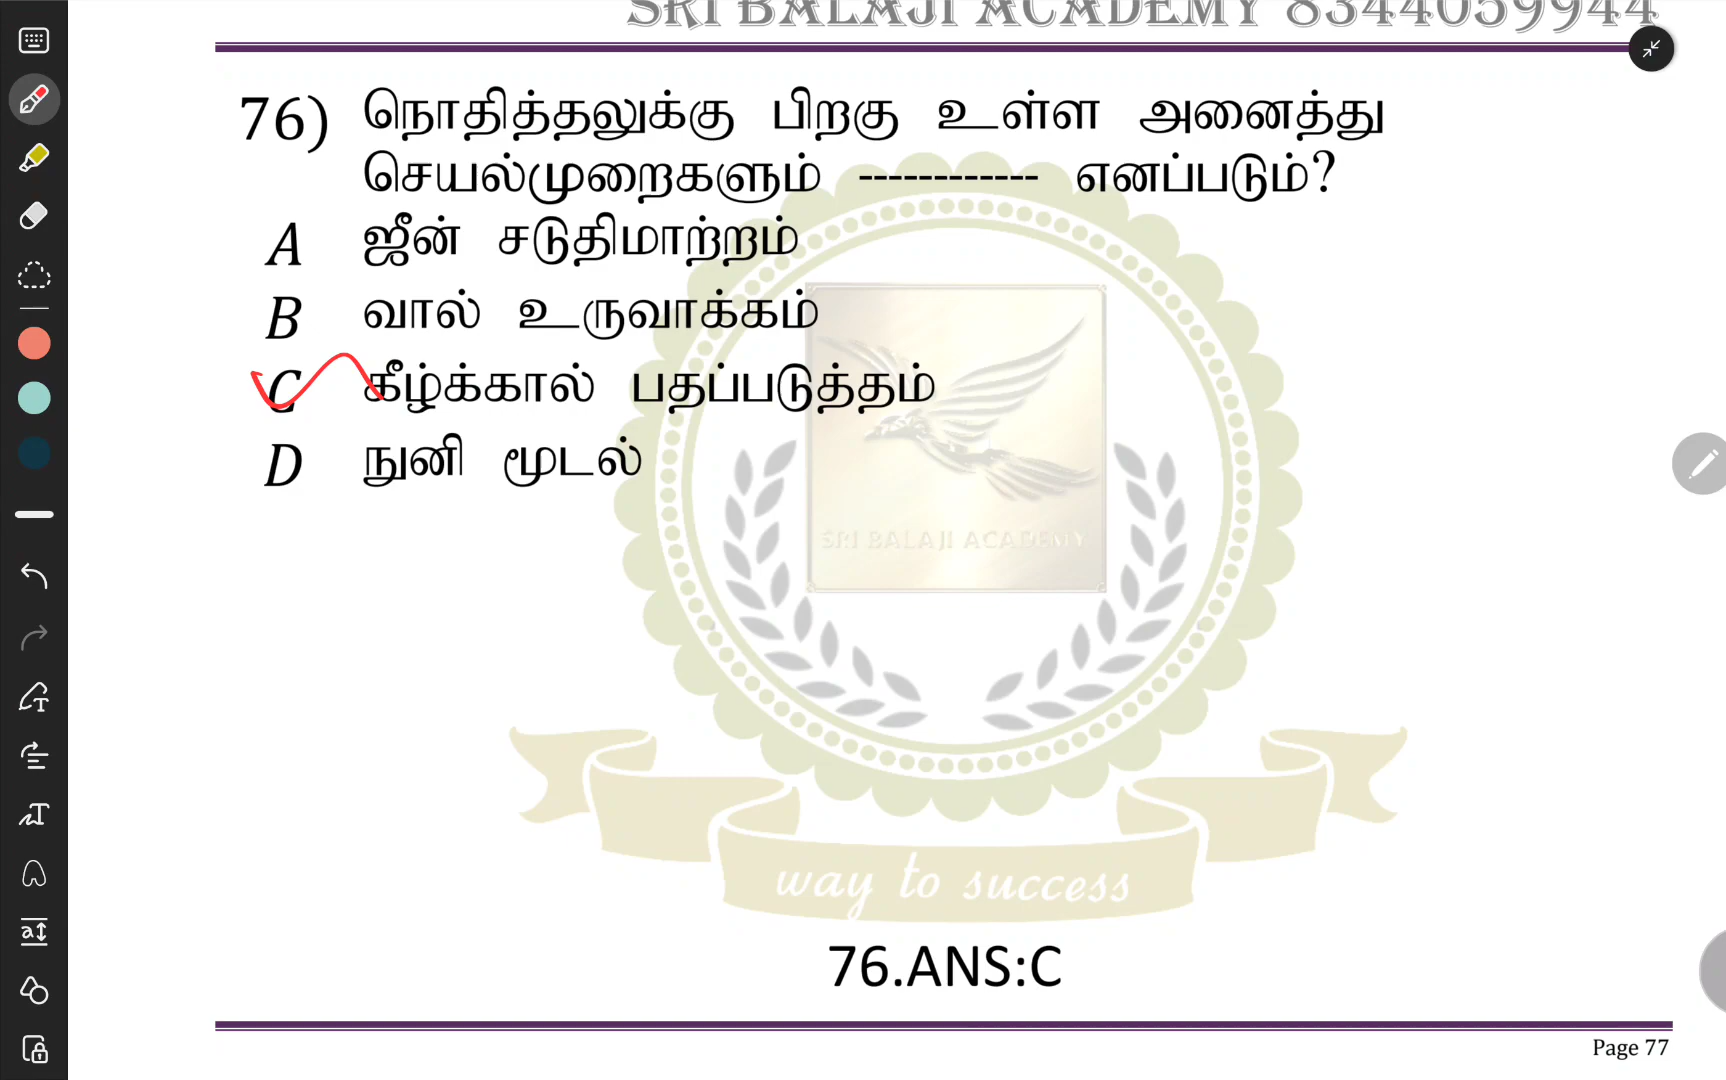 SRI BALAJI ACADEMY 8344059944
76) நொதித்தலுக்கு பிறகு உள்ள அனைத்து
செயல்முறைகளும் ------------ எனப்படும்?
A ஜீன் சடுதிமாற்றம்
B வால் உருவாக்கம்
C கீழ்க்கால் பதப்படுத்தம்
D நுனி மூடல்
SRI BALAJI ACADEMY
way to success
76.ANS:C
Page 77